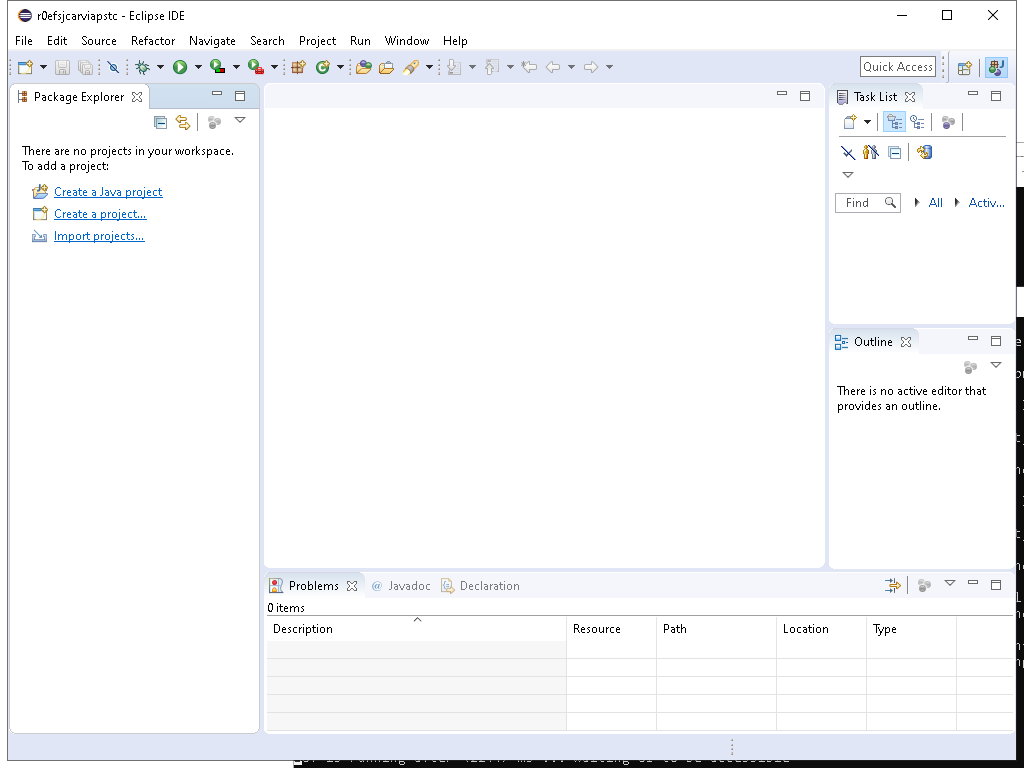 r0efsjcarviapstc - Eclipse IDE
File Edit Source Refactor Navigate Search Project Run Window Help
Quick Access
Package Explorer
There are no projects in your workspace.
To add a project:
Create a Java project
Create a project...
Import projects...
Task List
Find
All
Activ...
Outline
There is no active editor that
provides an outline.
Problems
@ Javadoc
Declaration
0 items
Description Resource Path Location Type